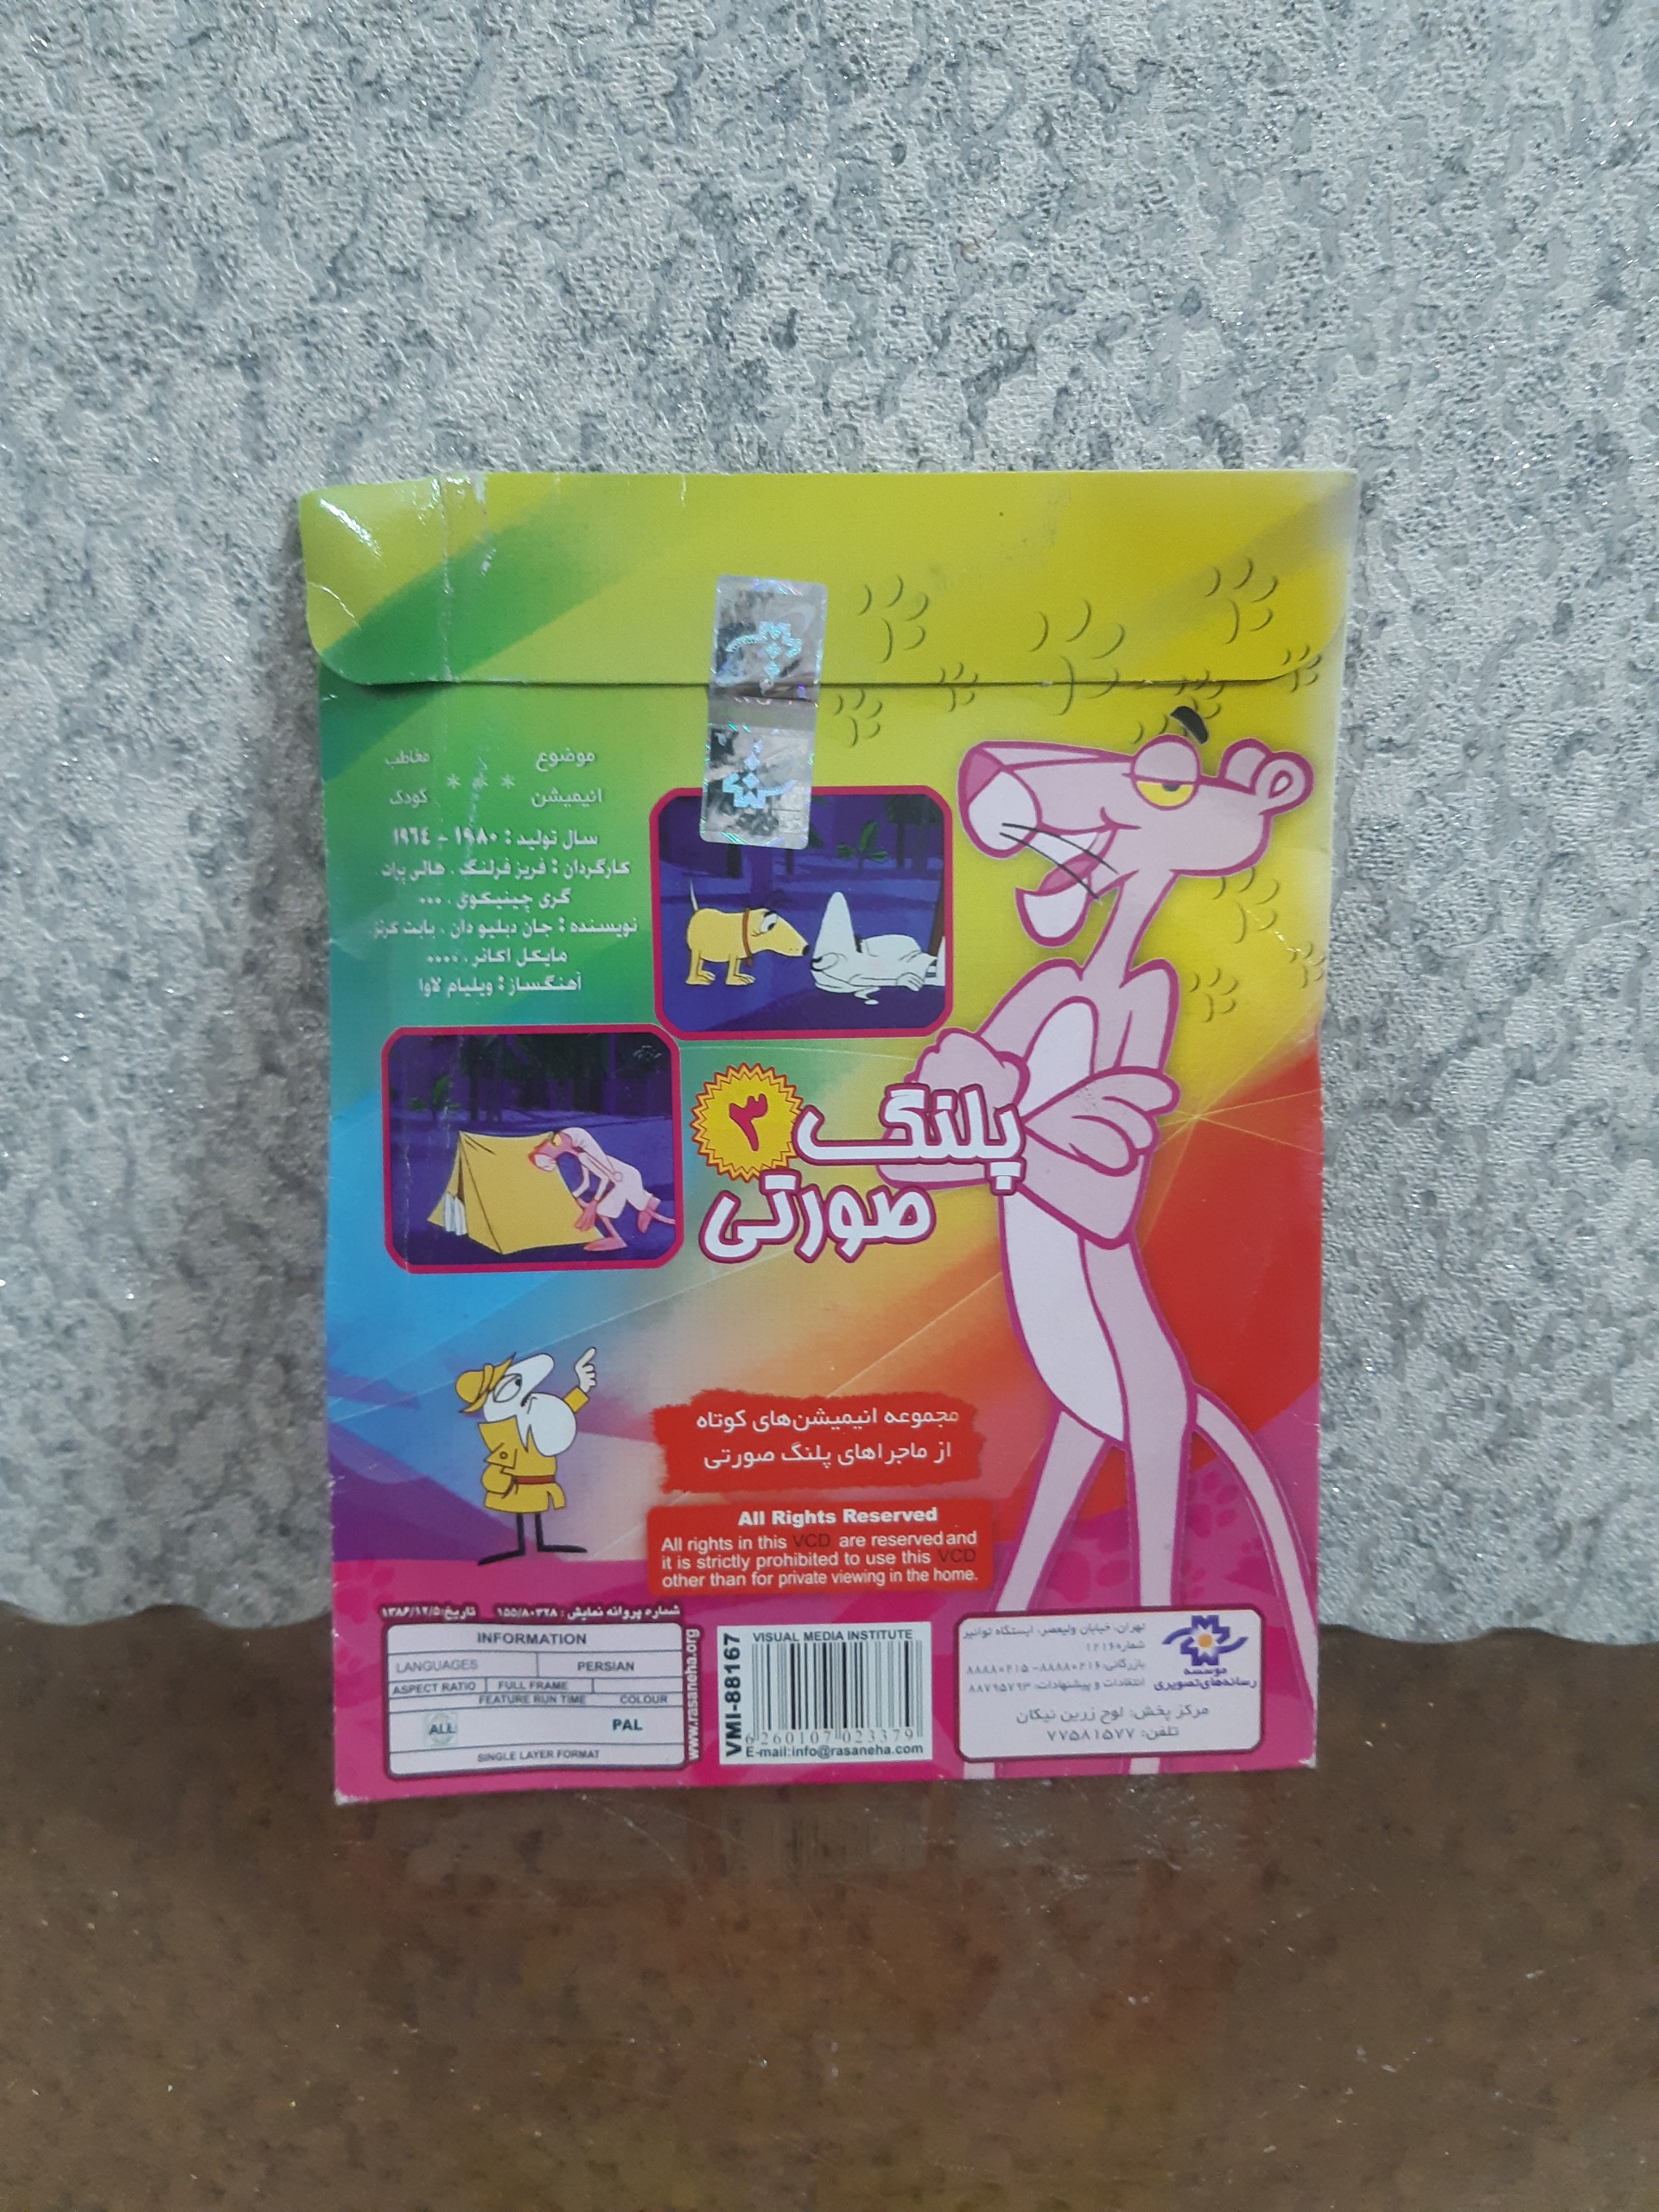 موضوع
مخاطب
* * *
انیمیشن
کودک
سال تولید : ۱۹۸۰ - ۱۹٦٤
کارگردان : فریز فرلنگ . هالی پرات .
گری چینیکوی . ...
نویسنده : جان دبلیو دان . بابت کرتز
مایکل اکانر . ....
آهنگساز : ویلیام لاوا
پلنگ ۳
صورتی
مجموعه انیمیشن‌های کوتاه
از ماجراهای پلنگ صورتی
All Rights Reserved
All rights in this VCD are reserved and
it is strictly prohibited to use this VCD
other than for private viewing in the home.
شماره پروانه نمایش : ۱۵۵/۸۰۳۲۸ تاریخ:۱۳۸۶/۱۲/۵
INFORMATION
LANGUAGES PERSIAN
ASPECT RATIO FULL FRAME
FEATURE RUN TIME COLOUR
ALL PAL
SINGLE LAYER FORMAT
www.rasaneha.org
VMI-88167
VISUAL MEDIA INSTITUTE
6 260107 023379
E-mail:info@rasaneha.com
تهران، خیابان ولیعصر، ایستگاه توانیر
شماره ۱۲۱۶
بازرگانی: ۸۸۸۸۰۲۱۶- ۸۸۸۸۰۲۱۵
انتقادات و پیشنهادات: ۸۸۷۹۵۷۹۳
موسسه
رسانه‌های تصویری
مرکز پخش: لوح زرین نیکان
تلفن: ۷۷۵۸۱۵۷۷